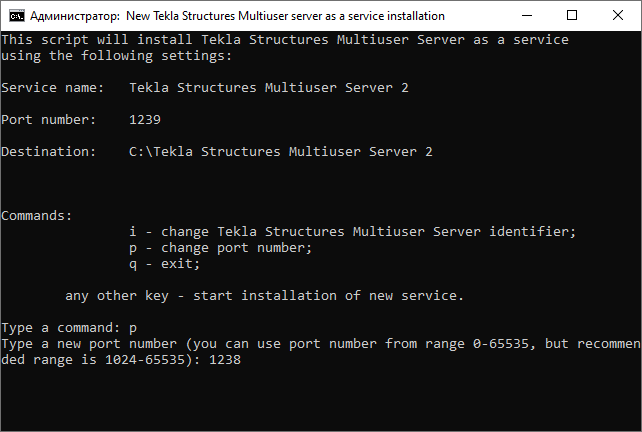 Администратор: New Tekla Structures Multiuser server as a service installation
This script will install Tekla Structures Multiuser Server as a service
using the following settings:
Service name: Tekla Structures Multiuser Server 2
Port number: 1239
Destination: C:\Tekla Structures Multiuser Server 2
Commands:
i - change Tekla Structures Multiuser Server identifier;
p - change port number;
q - exit;
any other key - start installation of new service.
Type a command: p
Type a new port number (you can use port number from range 0-65535, but recommen
ded range is 1024-65535): 1238